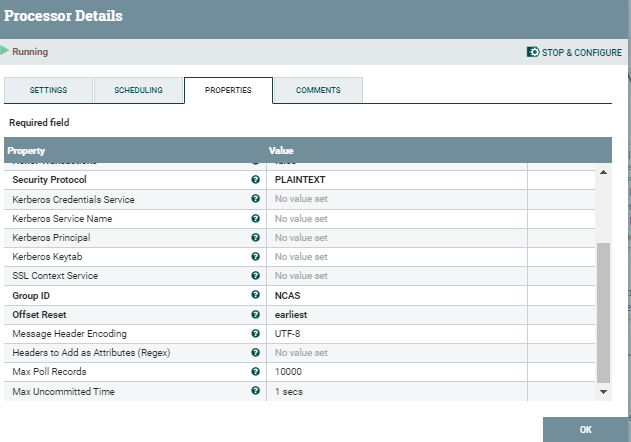 Processor Details
Running
STOP & CONFIGURE
SETTINGS SCHEDULING PROPERTIES COMMENTS
Required field
Property Value
Security Protocol PLAINTEXT
Kerberos Credentials Service No value set
Kerberos Service Name No value set
Kerberos Principal No value set
Kerberos Keytab No value set
SSL Context Service No value set
Group ID NCAS
Offset Reset earliest
Message Header Encoding UTF-8
Headers to Add as Attributes (Regex) No value set
Max Poll Records 10000
Max Uncommitted Time 1 secs
OK